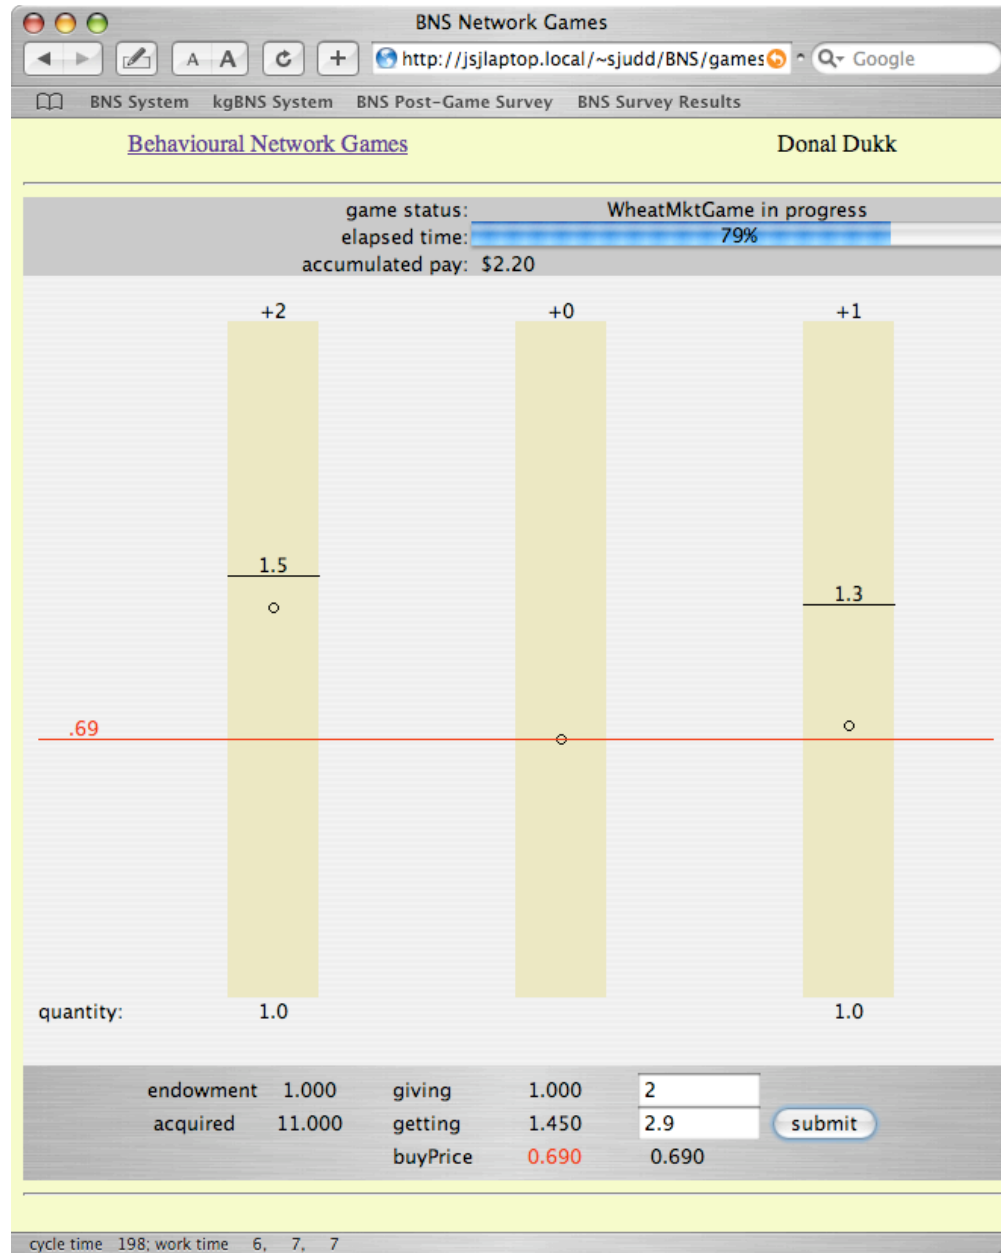 BNS Network Games
A A + http://jsjlaptop.local/~sjudd/BNS/games Google
BNS System kgBNS System BNS Post-Game Survey BNS Survey Results
Behavioural Network Games Donal Dukk
game status: WheatMktGame in progress
elapsed time: 79%
accumulated pay: $2.20
+2 +0 +1
1.5
1.3
.69
quantity: 1.0 1.0
endowment 1.000 giving 1.000 2
acquired 11.000 getting 1.450 2.9 submit
buyPrice 0.690 0.690
cycle time 198; work time 6, 7, 7